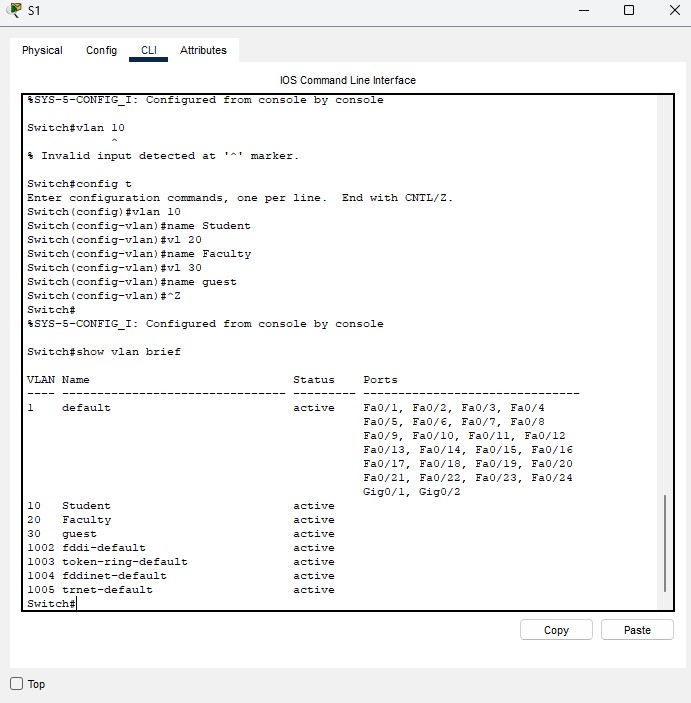 S1
Physical Config CLI Attributes
IOS Command Line Interface
%SYS-5-CONFIG_I: Configured from console by console
Switch#vlan 10
^
% Invalid input detected at '^' marker.
Switch#config t
Enter configuration commands, one per line.  End with CNTL/Z.
Switch(config)#vlan 10
Switch(config-vlan)#name Student
Switch(config-vlan)#vl 20
Switch(config-vlan)#name Faculty
Switch(config-vlan)#vl 30
Switch(config-vlan)#name guest
Switch(config-vlan)#^Z
Switch#
%SYS-5-CONFIG_I: Configured from console by console
Switch#show vlan brief
VLAN Name                             Status    Ports
---- -------------------------------- --------- -------------------------------
1    default                          active    Fa0/1, Fa0/2, Fa0/3, Fa0/4
                                                Fa0/5, Fa0/6, Fa0/7, Fa0/8
                                                Fa0/9, Fa0/10, Fa0/11, Fa0/12
                                                Fa0/13, Fa0/14, Fa0/15, Fa0/16
                                                Fa0/17, Fa0/18, Fa0/19, Fa0/20
                                                Fa0/21, Fa0/22, Fa0/23, Fa0/24
                                                Gig0/1, Gig0/2
10   Student                          active
20   Faculty                          active
30   guest                            active
1002 fddi-default                     active
1003 token-ring-default               active
1004 fddinet-default                  active
1005 trnet-default                    active
Switch#
Copy Paste
Top